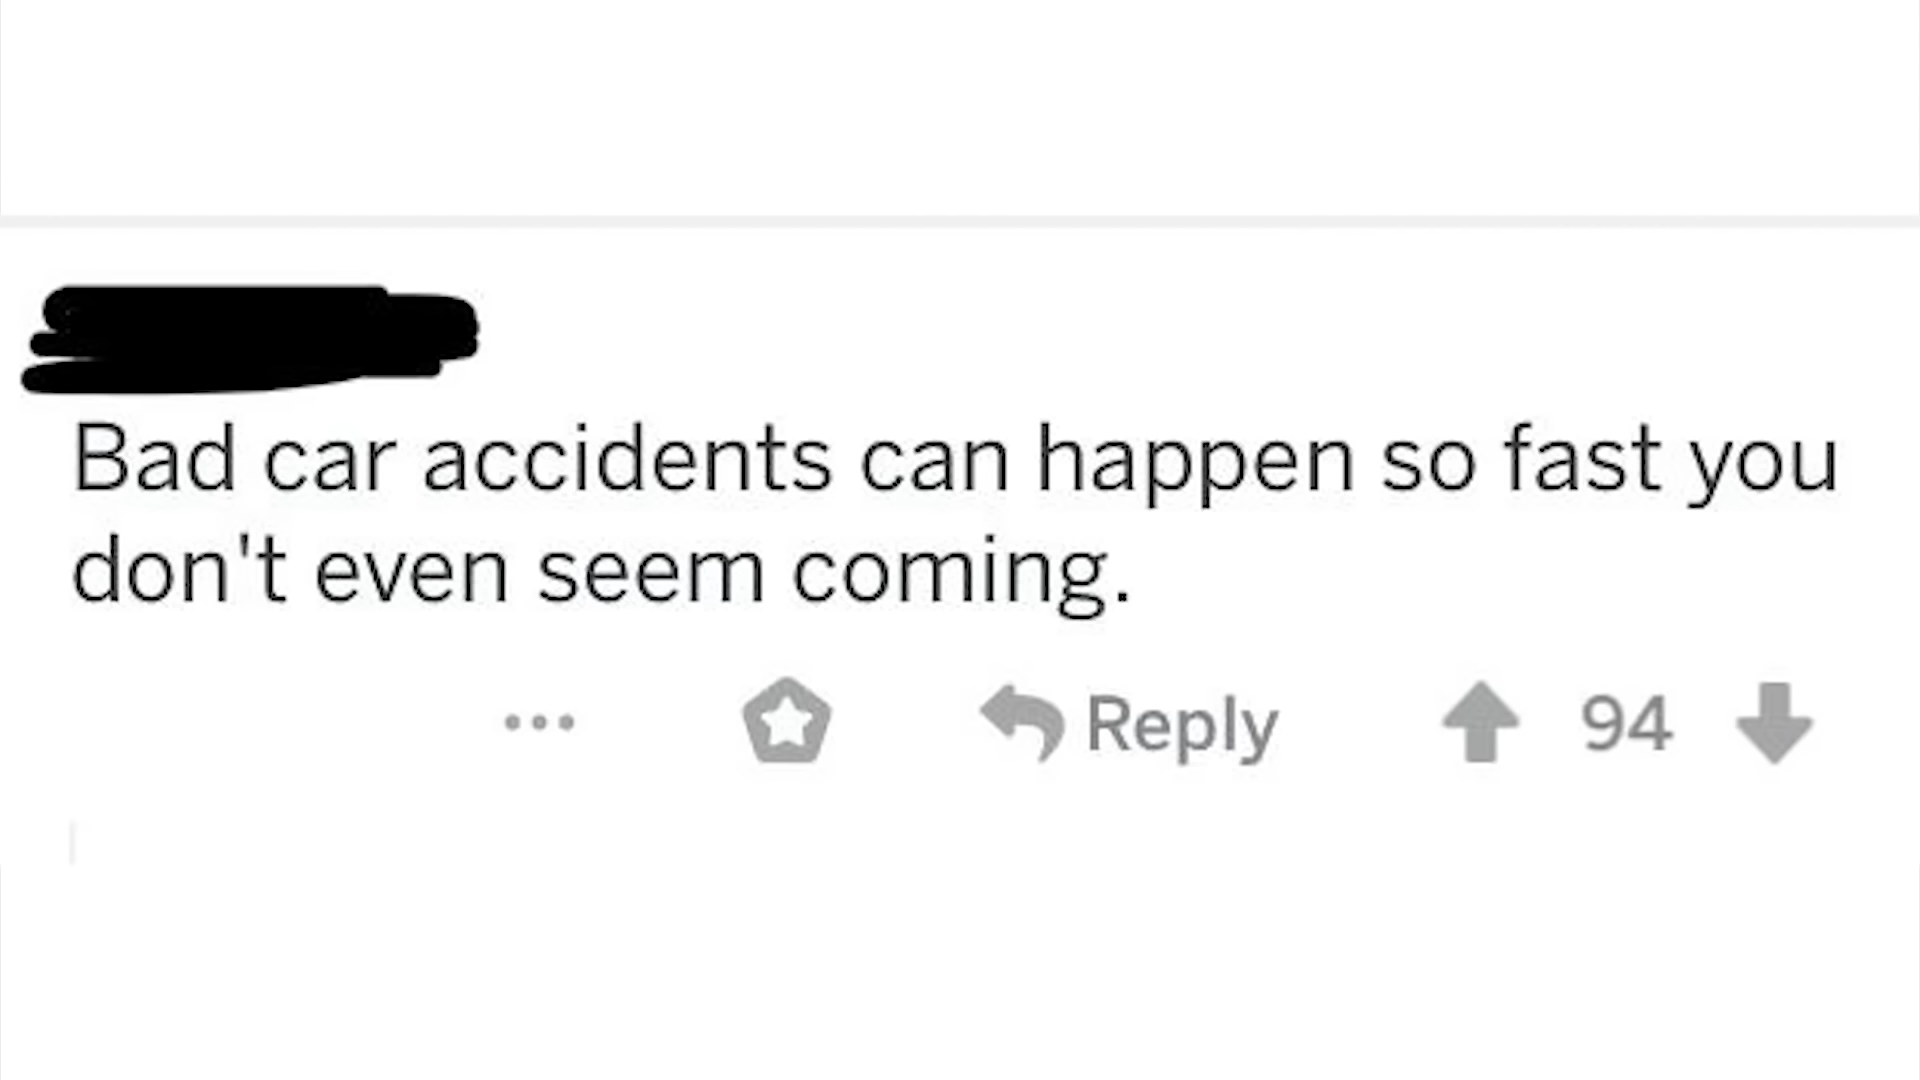 Bad car accidents can happen so fast you
don't even seem coming.
... Reply 94